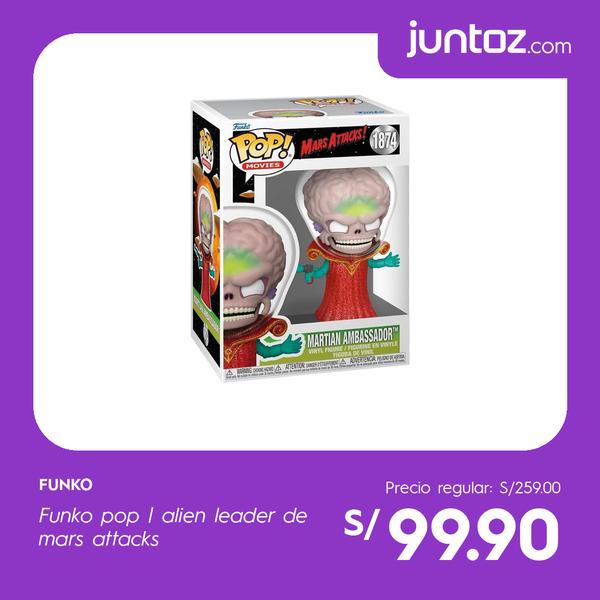 juntoz.com
Funko
POP!
MOVIES
MARS ATTACKS!
1874
MARTIAN AMBASSADOR™
VINYL FIGURE / FIGURINE EN VINYLE
FIGURA DE VINIL
FUNKO
Precio regular: S/259.00
Funko pop | alien leader de
mars attacks
S/ 99.90